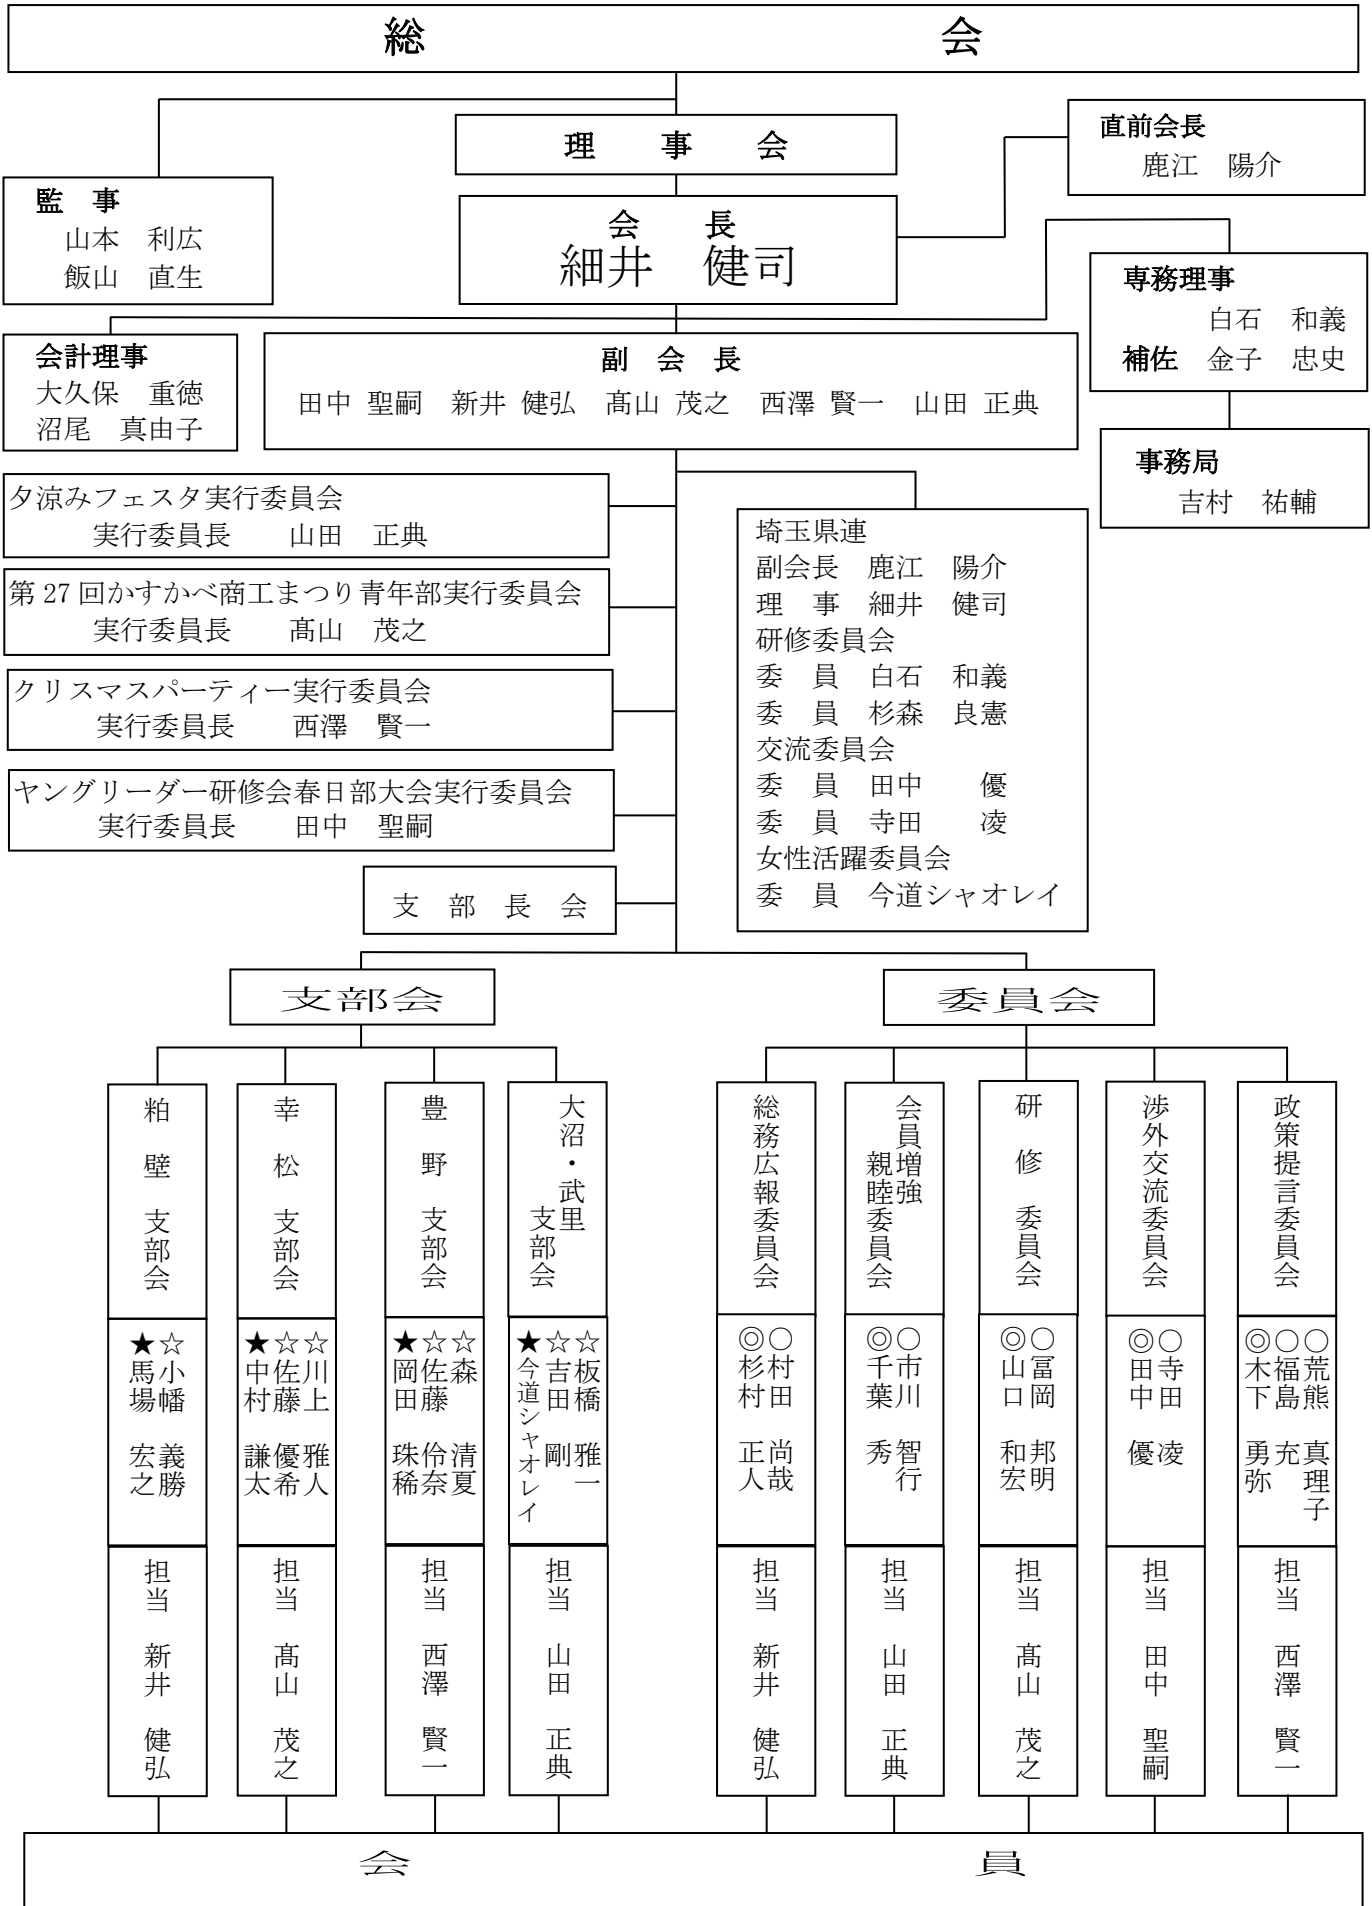 総　会
理　事　会
直前会長
鹿江　陽介
監　事
山本　利広
飯山　直生
会　長
細井　健司
専務理事
白石　和義
補佐　金子　忠史
会計理事
大久保　重徳
沼尾　真由子
副　会　長
田中 聖嗣　新井 健弘　髙山 茂之　西澤 賢一　山田 正典
事務局
吉村　祐輔
夕涼みフェスタ実行委員会
実行委員長　　山田　正典
第27回かすかべ商工まつり青年部実行委員会
実行委員長　　髙山　茂之
クリスマスパーティー実行委員会
実行委員長　　西澤　賢一
ヤングリーダー研修会春日部大会実行委員会
実行委員長　　田中　聖嗣
支　部　長　会
埼玉県連
副会長　鹿江　陽介
理　事　細井　健司
研修委員会
委　員　白石　和義
委　員　杉森　良憲
交流委員会
委　員　田中　　優
委　員　寺田　　凌
女性活躍委員会
委　員　今道シャオレイ
支部会
委員会
粕　壁　支部会
★馬場　宏之
☆小幡　義勝
担当　新井　健弘
幸　松　支部会
★中村　謙太
☆佐藤　優希
☆川上　雅人
担当　髙山　茂之
豊　野　支部会
★岡田　珠稀
☆佐藤　伶奈
☆森　清夏
担当　西澤　賢一
大沼・武里
支部会
★今道シャオレイ
☆吉田　剛
☆板橋　雅一
担当　山田　正典
総務広報委員会
◎杉村　正人
○村田　尚哉
担当　新井　健弘
会員増強
親睦委員会
◎千葉　秀
○市川　智行
担当　山田　正典
研　修　委員会
◎山口　和宏
○冨岡　邦明
担当　髙山　茂之
渉外交流委員会
◎田中　優
○寺田　凌
担当　田中　聖嗣
政策提言委員会
◎木下　勇弥
○福島　充
○荒熊　真理子
担当　西澤　賢一
会　員